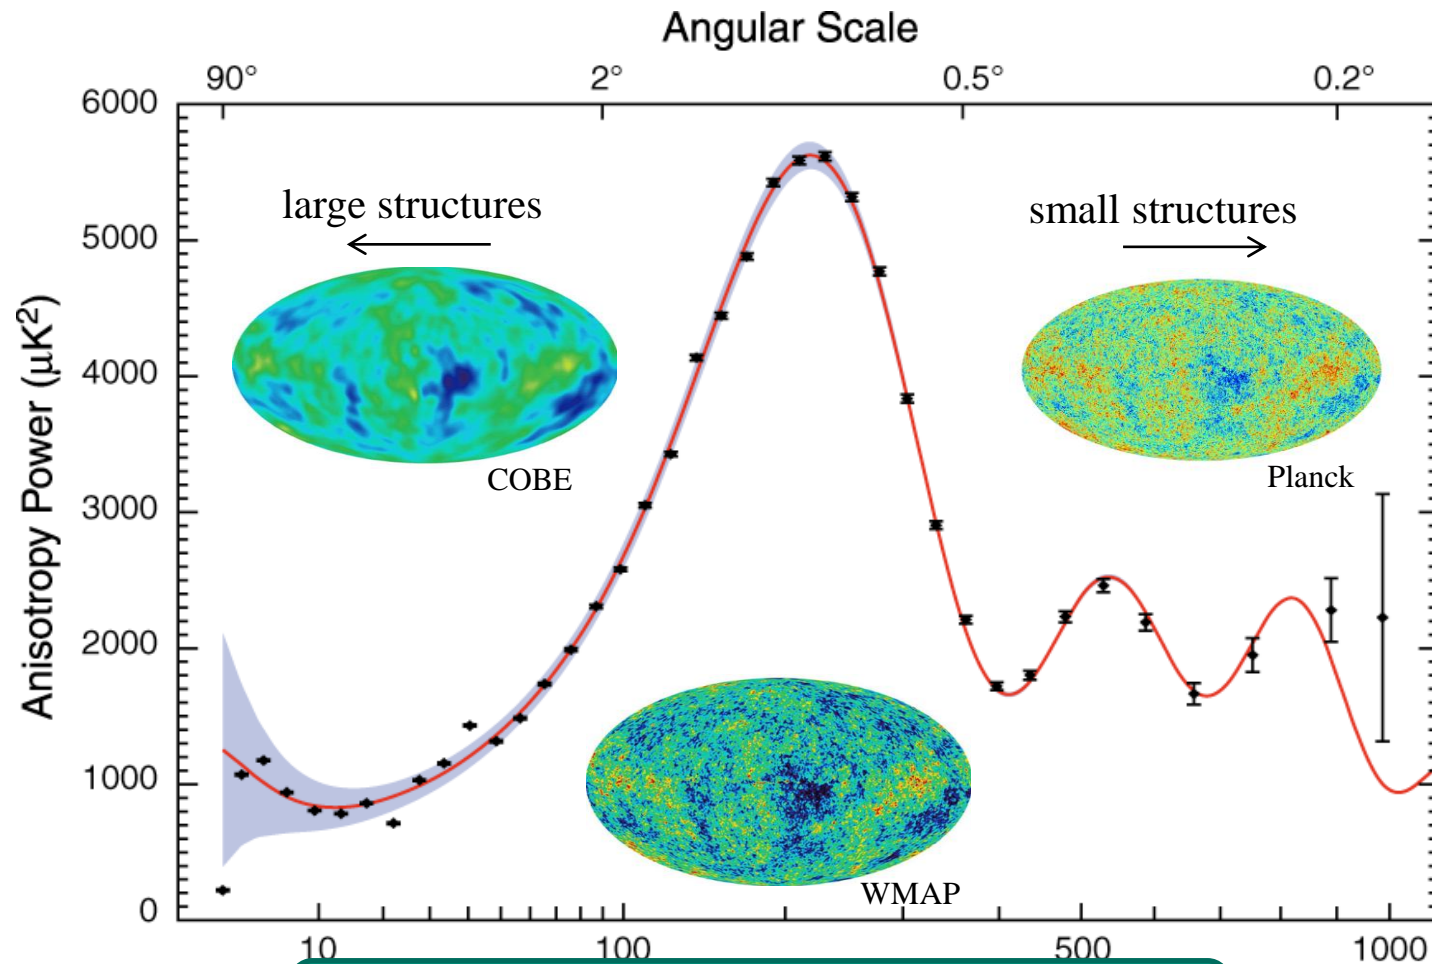 Angular Scale
90° 2° 0.5° 0.2°
6000
large structures
small structures
5000
4000
COBE
Planck
3000
2000
1000
WMAP
0
10 100 500 1000
Anisotropy Power (μK²)